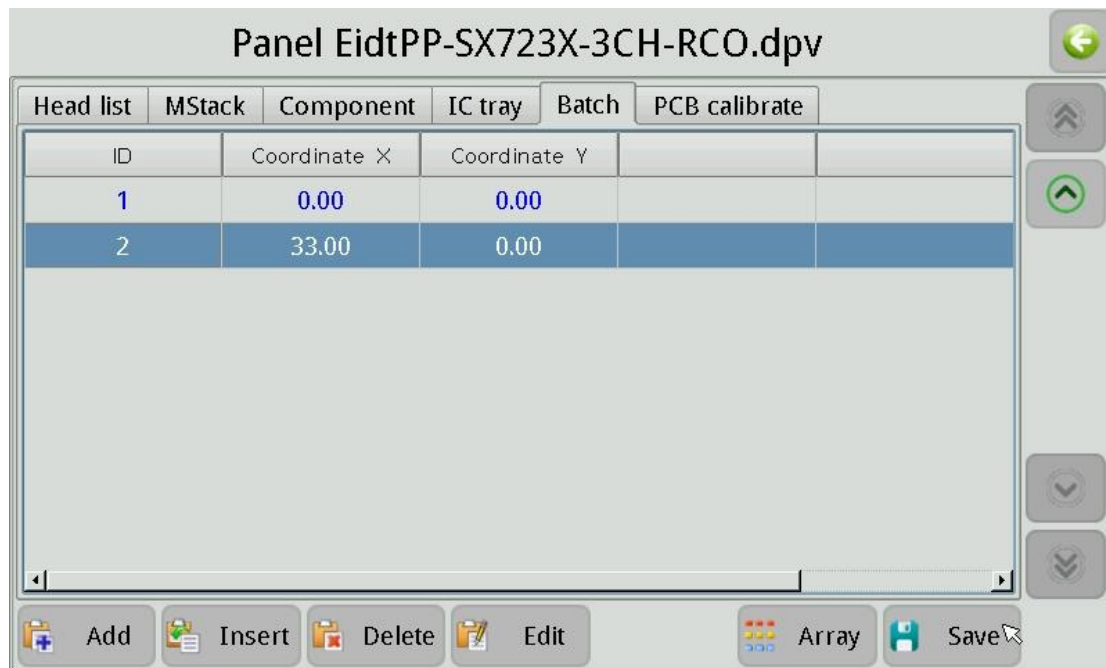 Panel EidtPP-SX723X-3CH-RCO.dpv
Head list MStack Component IC tray Batch PCB calibrate
ID Coordinate X Coordinate Y
1 0.00 0.00
2 33.00 0.00
Add Insert Delete Edit Array Save